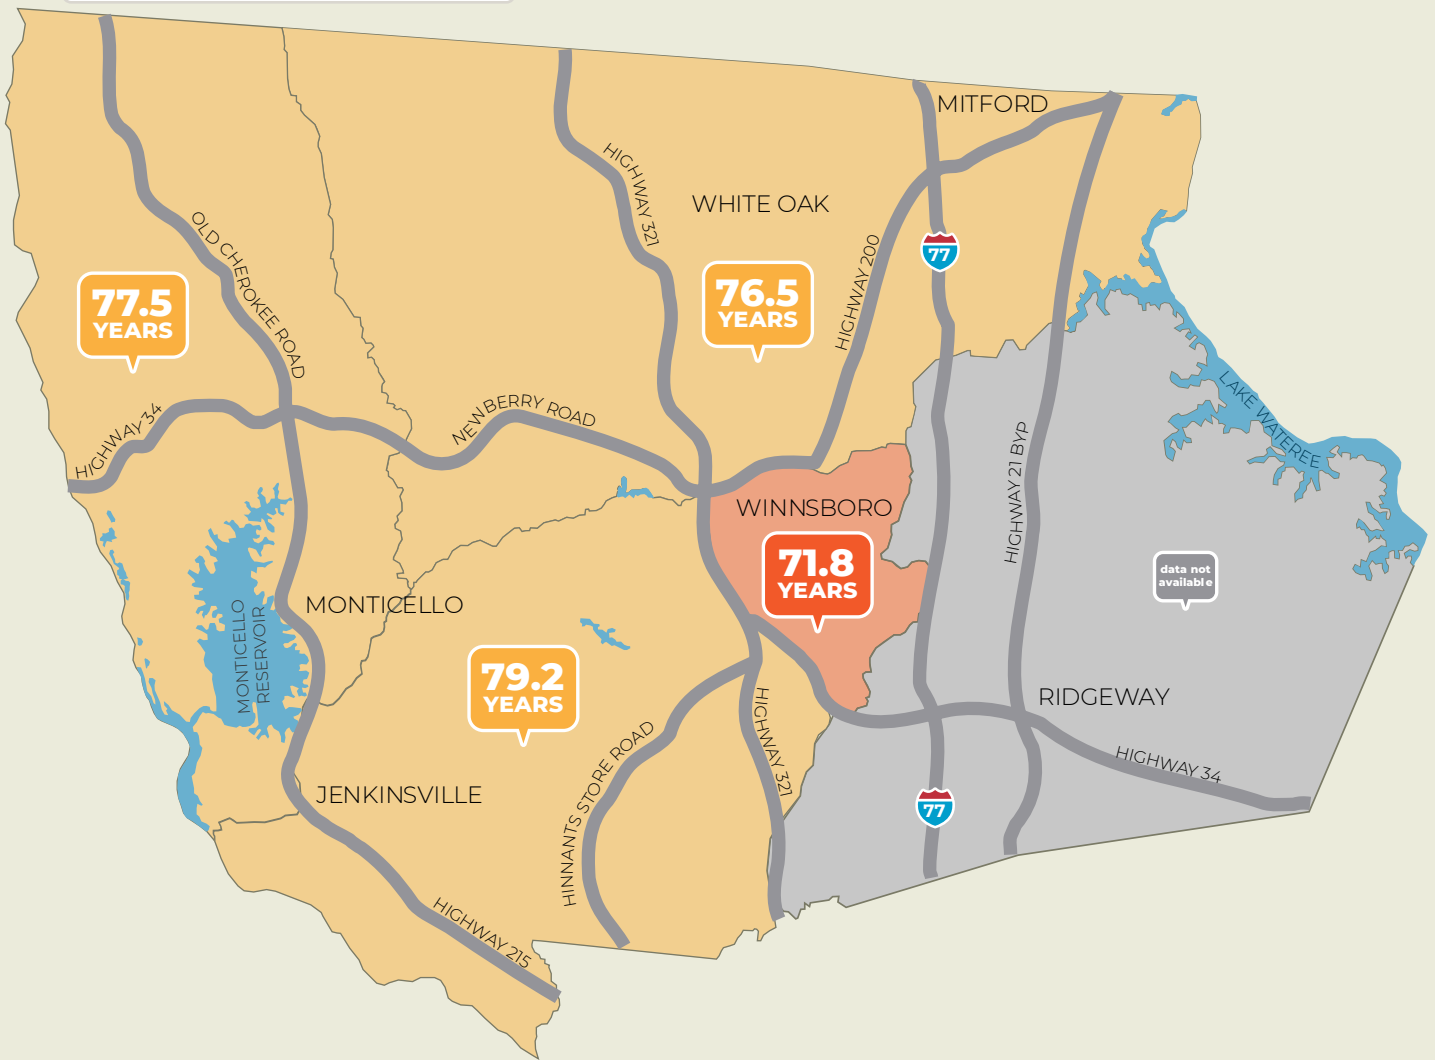 MITFORD
HIGHWAY 321
WHITE OAK
OLD CHEROKEE ROAD
HIGHWAY 200
77
77.5
YEARS
76.5
YEARS
LAKE WATEREE
HIGHWAY 34
NEWBERRY ROAD
HIGHWAY 21 BYP
WINNSBORO
71.8
YEARS
data not
available
MONTICELLO
MONTICELLO
RESERVOIR
79.2
YEARS
RIDGEWAY
HIGHWAY 321
HINNANTS STORE ROAD
HIGHWAY 34
JENKINSVILLE
77
HIGHWAY 215